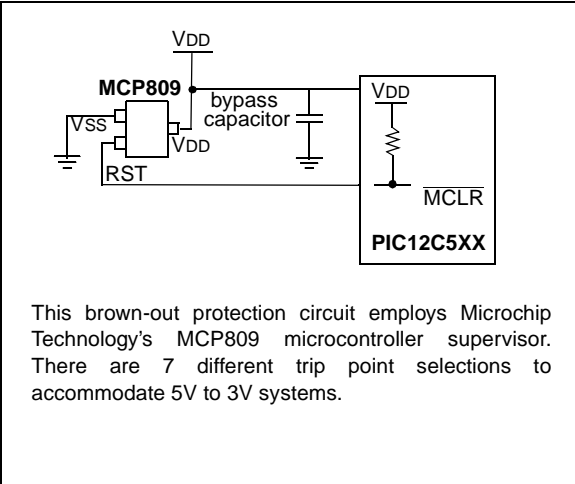 VDD
MCP809
bypass
capacitor
VSS
VDD
RST
VDD
MCLR
PIC12C5XX
This brown-out protection circuit employs Microchip
Technology's MCP809 microcontroller supervisor.
There are 7 different trip point selections to
accommodate 5V to 3V systems.